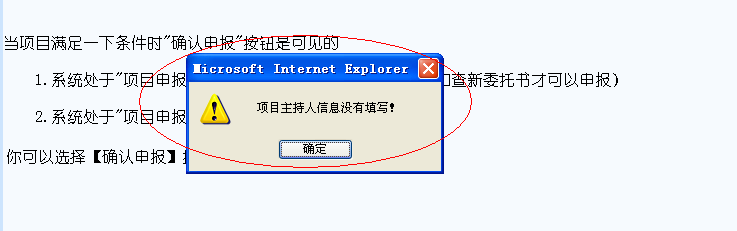 当项目满足一下条件时"确认申报"按钮是可见的
Microsoft Internet Explorer
1.系统处于"项目申报 查新委托书才可以申报)
项目主持人信息没有填写!
2.系统处于"项目申报
确定
你可以选择【确认申报】